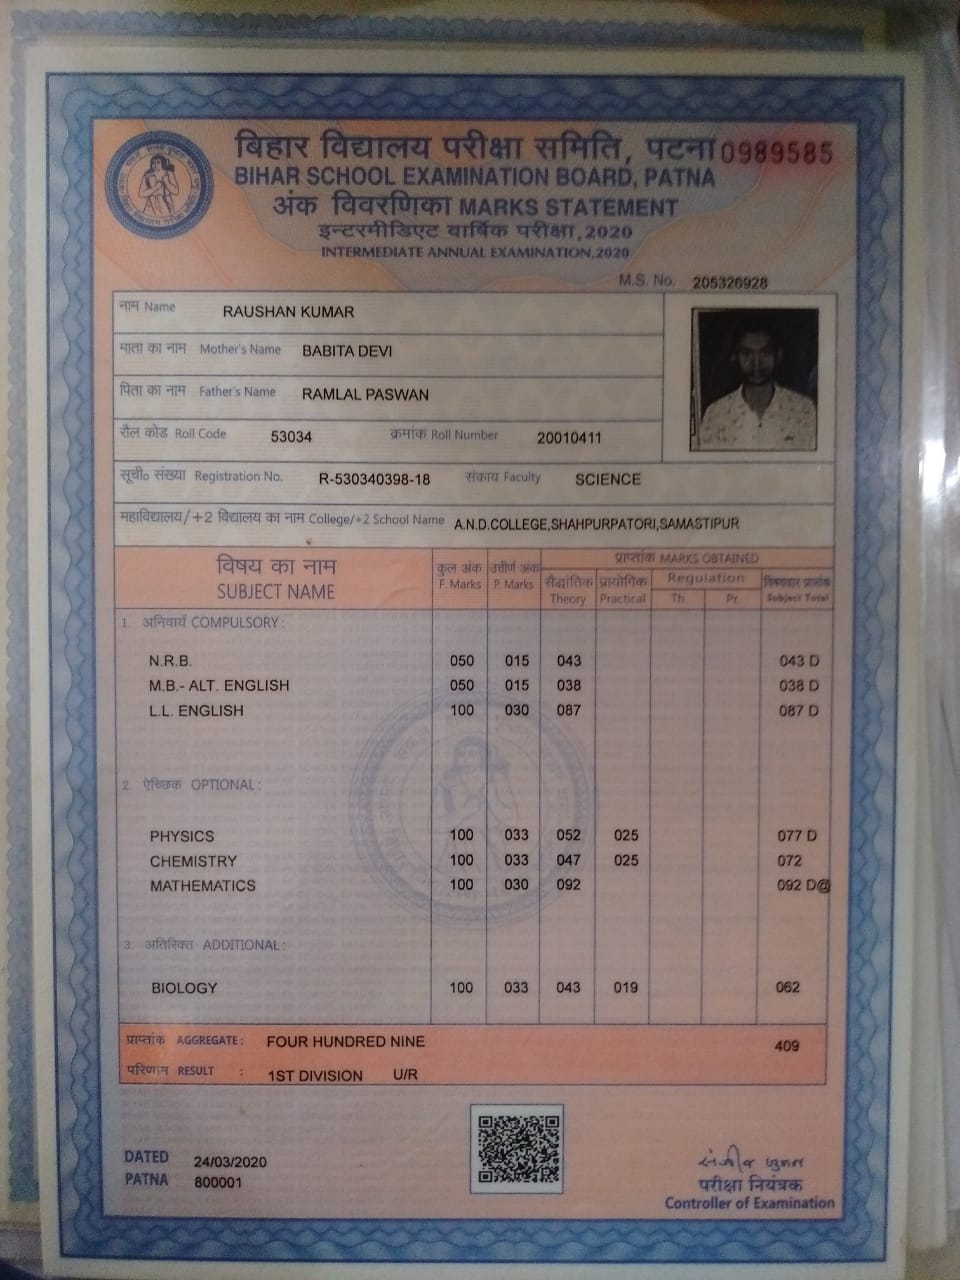 बिहार विद्यालय परीक्षा समिति, पटना 0989585
BIHAR SCHOOL EXAMINATION BOARD, PATNA
अंक विवरणिका MARKS STATEMENT
इन्टरमीडिएट वार्षिक परीक्षा, 2020
INTERMEDIATE ANNUAL EXAMINATION, 2020
M.S. No. 205326928
नाम Name RAUSHAN KUMAR
माता का नाम Mother's Name BABITA DEVI
पिता का नाम Father's Name RAMLAL PASWAN
रौल कोड Roll Code 53034 क्रमांक Roll Number 20010411
सूची० संख्या Registration No. R-530340398-18 संकाय Faculty SCIENCE
महाविद्यालय/+2 विद्यालय का नाम College/+2 School Name A.N.D.COLLEGE,SHAHPURPATORI,SAMASTIPUR
विषय का नाम कुल अंक उत्तीर्ण अंक प्राप्तांक MARKS OBTAINED
SUBJECT NAME F. Marks P. Marks सैद्धांतिक प्रायोगिक Regulation विषयवार प्राप्तांक
Theory Practical Th. Pr. Subject Total
1. अनिवार्य COMPULSORY :
N.R.B. 050 015 043 043 D
M.B.- ALT. ENGLISH 050 015 038 038 D
L.L. ENGLISH 100 030 087 087 D
2. ऐच्छिक OPTIONAL :
PHYSICS 100 033 052 025 077 D
CHEMISTRY 100 033 047 025 072
MATHEMATICS 100 030 092 092 D@
3. अतिरिक्त ADDITIONAL :
BIOLOGY 100 033 043 019 062
प्राप्तांक AGGREGATE : FOUR HUNDRED NINE 409
परिणाम RESULT : 1ST DIVISION U/R
DATED 24/03/2020
PATNA 800001
परीक्षा नियंत्रक
Controller of Examination